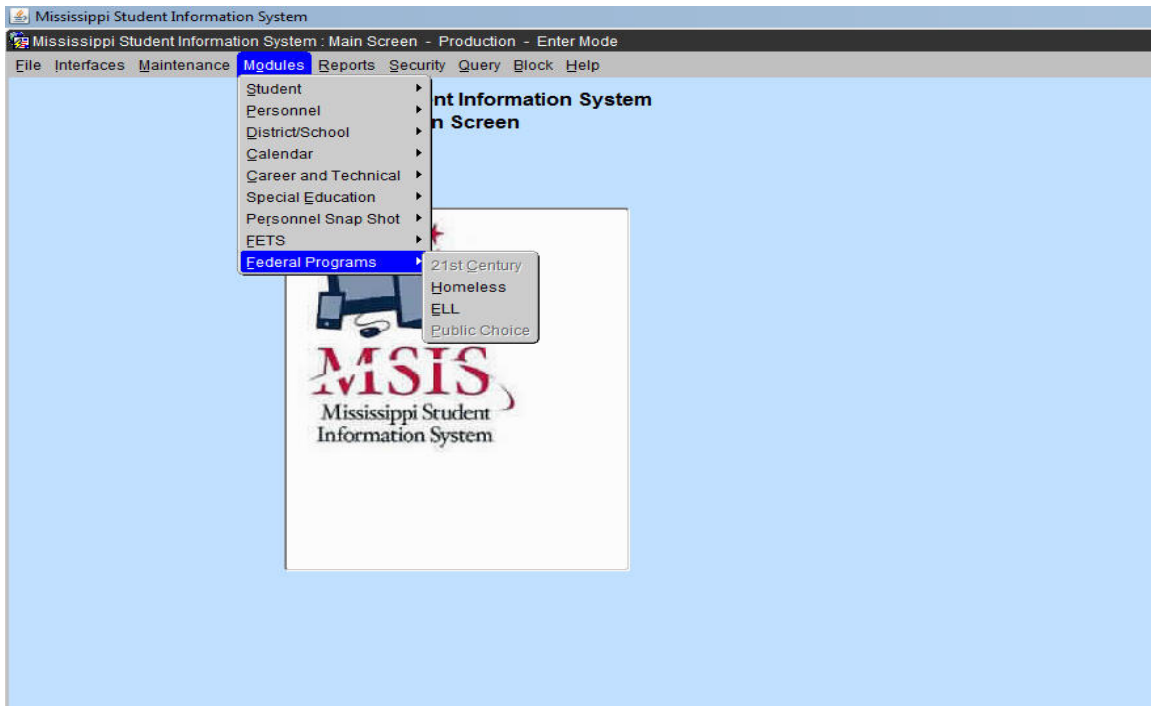 Mississippi Student Information System
Mississippi Student Information System : Main Screen - Production - Enter Mode
File Interfaces Maintenance Modules Reports Security Query Block Help
nt Information System
n Screen
Student
Personnel
District/School
Calendar
Career and Technical
Special Education
Personnel Snap Shot
FETS
Federal Programs
21st Century
Homeless
ELL
Public Choice
MSIS
Mississippi Student
Information System